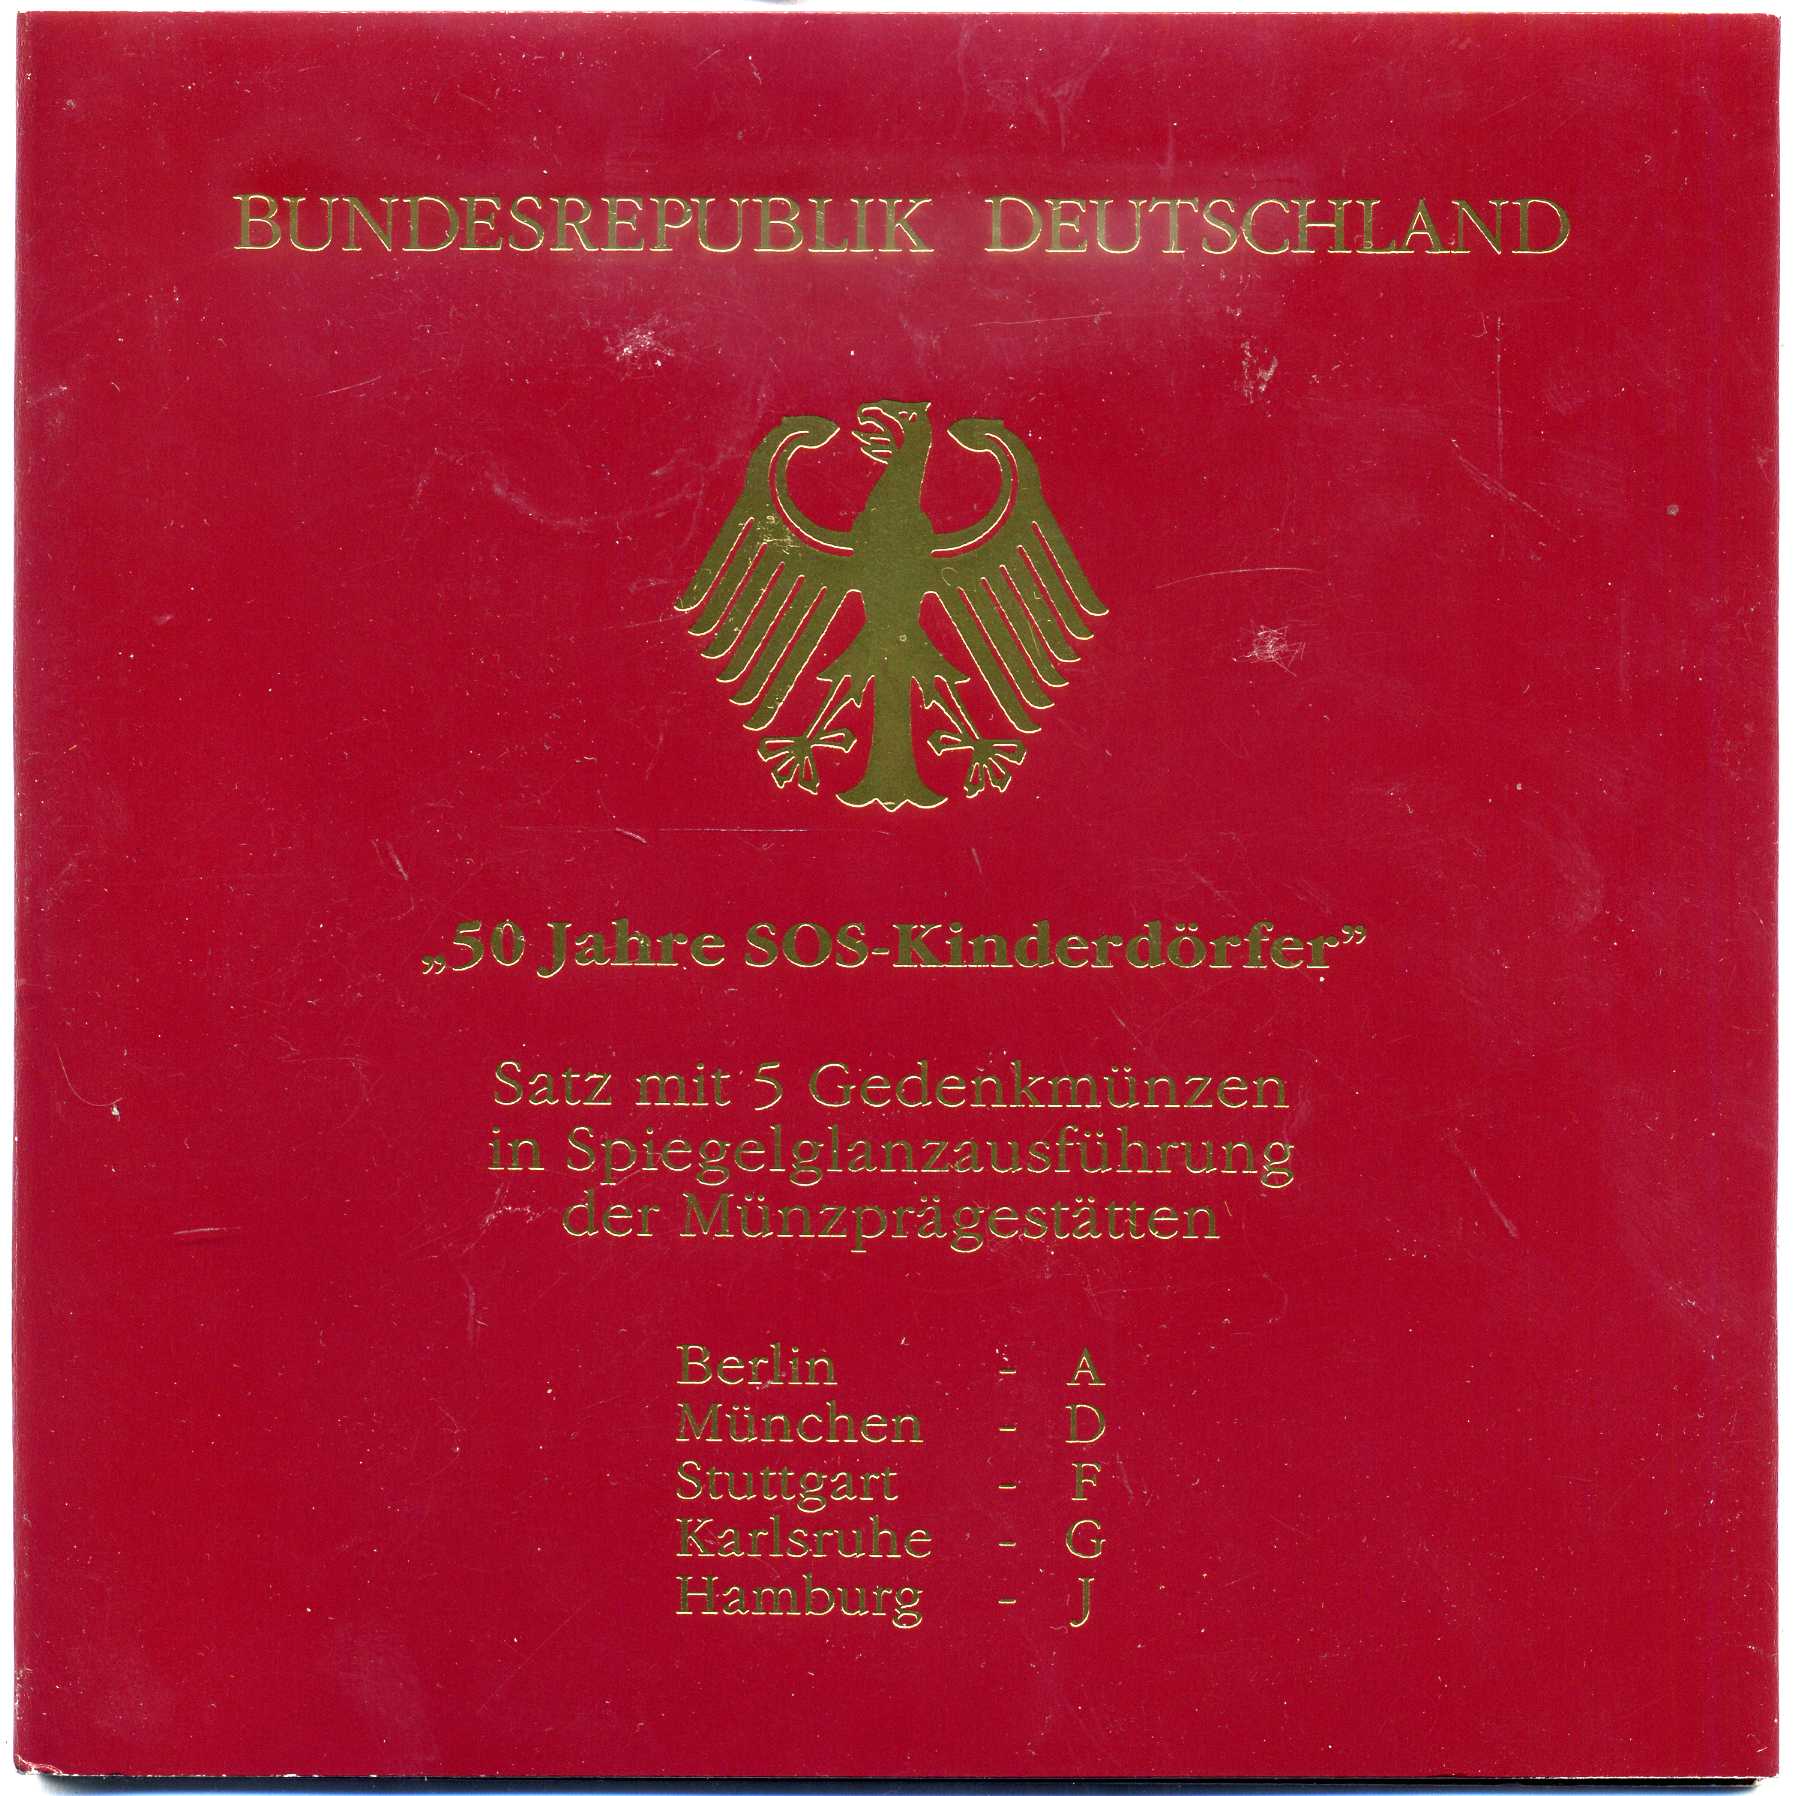 BUNDESREPUBLIK DEUTSCHLAND
„50 Jahre SOS-Kinderdörfer”
Satz mit 5 Gedenkmünzen
in Spiegelglanzausführung
der Münzprägestätten
Berlin - A
München - D
Stuttgart - F
Karlsruhe - G
Hamburg - J